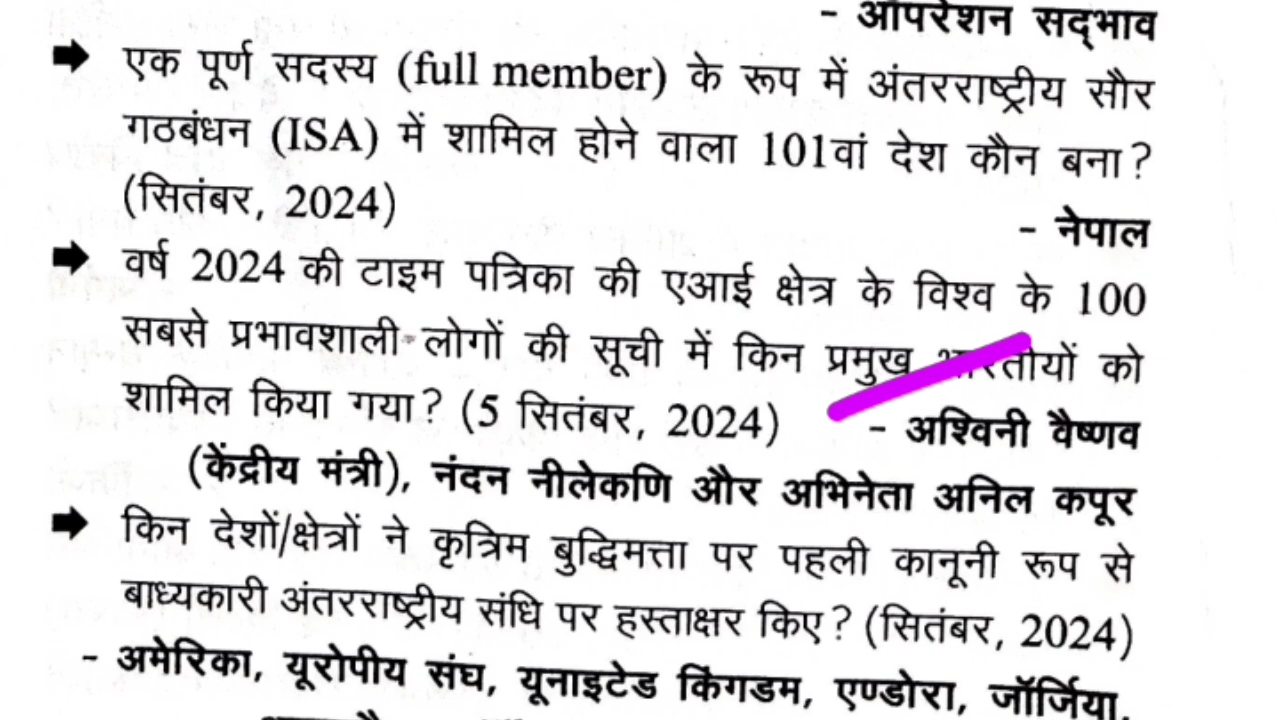 - ऑपरेशन सद्भाव
➡ एक पूर्ण सदस्य (full member) के रूप में अंतरराष्ट्रीय सौर
गठबंधन (ISA) में शामिल होने वाला 101वां देश कौन बना?
(सितंबर, 2024)
- नेपाल
➡ वर्ष 2024 की टाइम पत्रिका की एआई क्षेत्र के विश्व के 100
सबसे प्रभावशाली लोगों की सूची में किन प्रमुख भारतीयों को
शामिल किया गया? (5 सितंबर, 2024) - अश्विनी वैष्णव
(केंद्रीय मंत्री), नंदन नीलेकणि और अभिनेता अनिल कपूर
➡ किन देशों/क्षेत्रों ने कृत्रिम बुद्धिमत्ता पर पहली कानूनी रूप से
बाध्यकारी अंतरराष्ट्रीय संधि पर हस्ताक्षर किए? (सितंबर, 2024)
- अमेरिका, यूरोपीय संघ, यूनाइटेड किंगडम, एण्डोरा, जॉर्जिया,